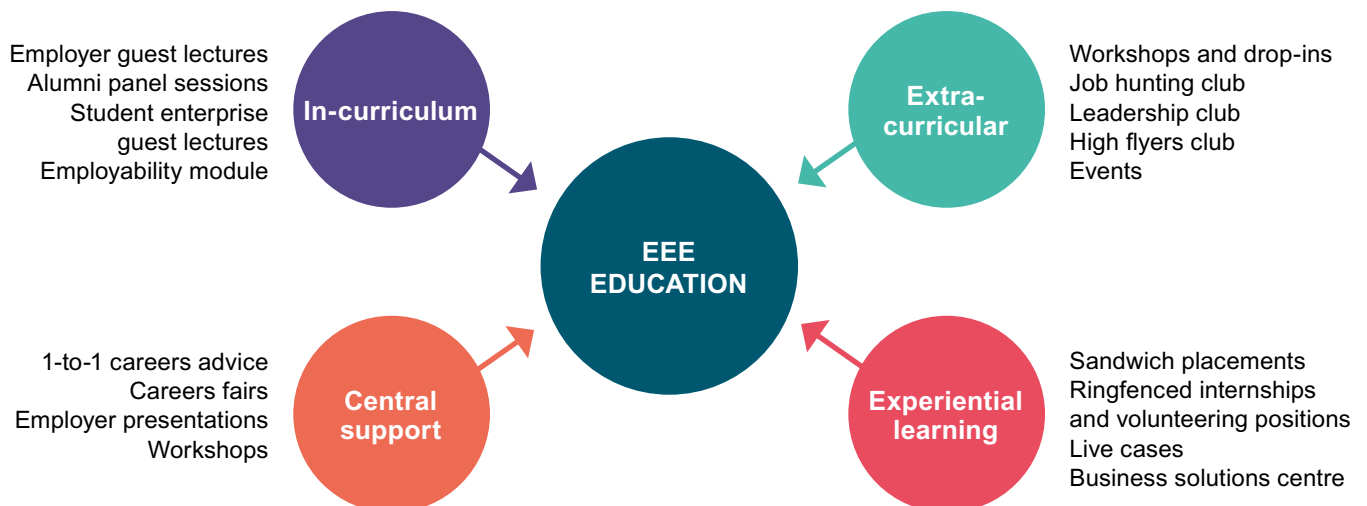 Employer guest lectures
Alumni panel sessions
Student enterprise
guest lectures
Employability module
In-curriculum
Extra-
curricular
Workshops and drop-ins
Job hunting club
Leadership club
High flyers club
Events
EEE
EDUCATION
1-to-1 careers advice
Careers fairs
Employer presentations
Workshops
Central
support
Experiential
learning
Sandwich placements
Ringfenced internships
and volunteering positions
Live cases
Business solutions centre